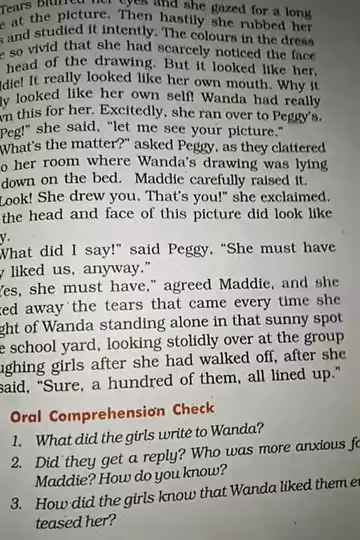 Tears blurred her eyes and she gazed for a long
e at the picture. Then hastily she rubbed her
s and studied it intently. The colours in the dress
e so vivid that she had scarcely noticed the face
head of the drawing. But it looked like her,
die! It really looked like her own mouth. Why it
ly looked like her own self! Wanda had really
wn this for her. Excitedly, she ran over to Peggy's.
Peg!" she said, "let me see your picture."
What's the matter?" asked Peggy, as they clattered
o her room where Wanda's drawing was lying
down on the bed. Maddie carefully raised it.
Look! She drew you. That's you!" she exclaimed.
the head and face of this picture did look like
y.
What did I say!" said Peggy, "She must have
y liked us, anyway."
Yes, she must have," agreed Maddie, and she
ked away the tears that came every time she
ght of Wanda standing alone in that sunny spot
e school yard, looking stolidly over at the group
ughing girls after she had walked off, after she
said, "Sure, a hundred of them, all lined up."
Oral Comprehension Check
1. What did the girls write to Wanda?
2. Did they get a reply? Who was more anxious fo
Maddie? How do you know?
3. How did the girls know that Wanda liked them e
teased her?